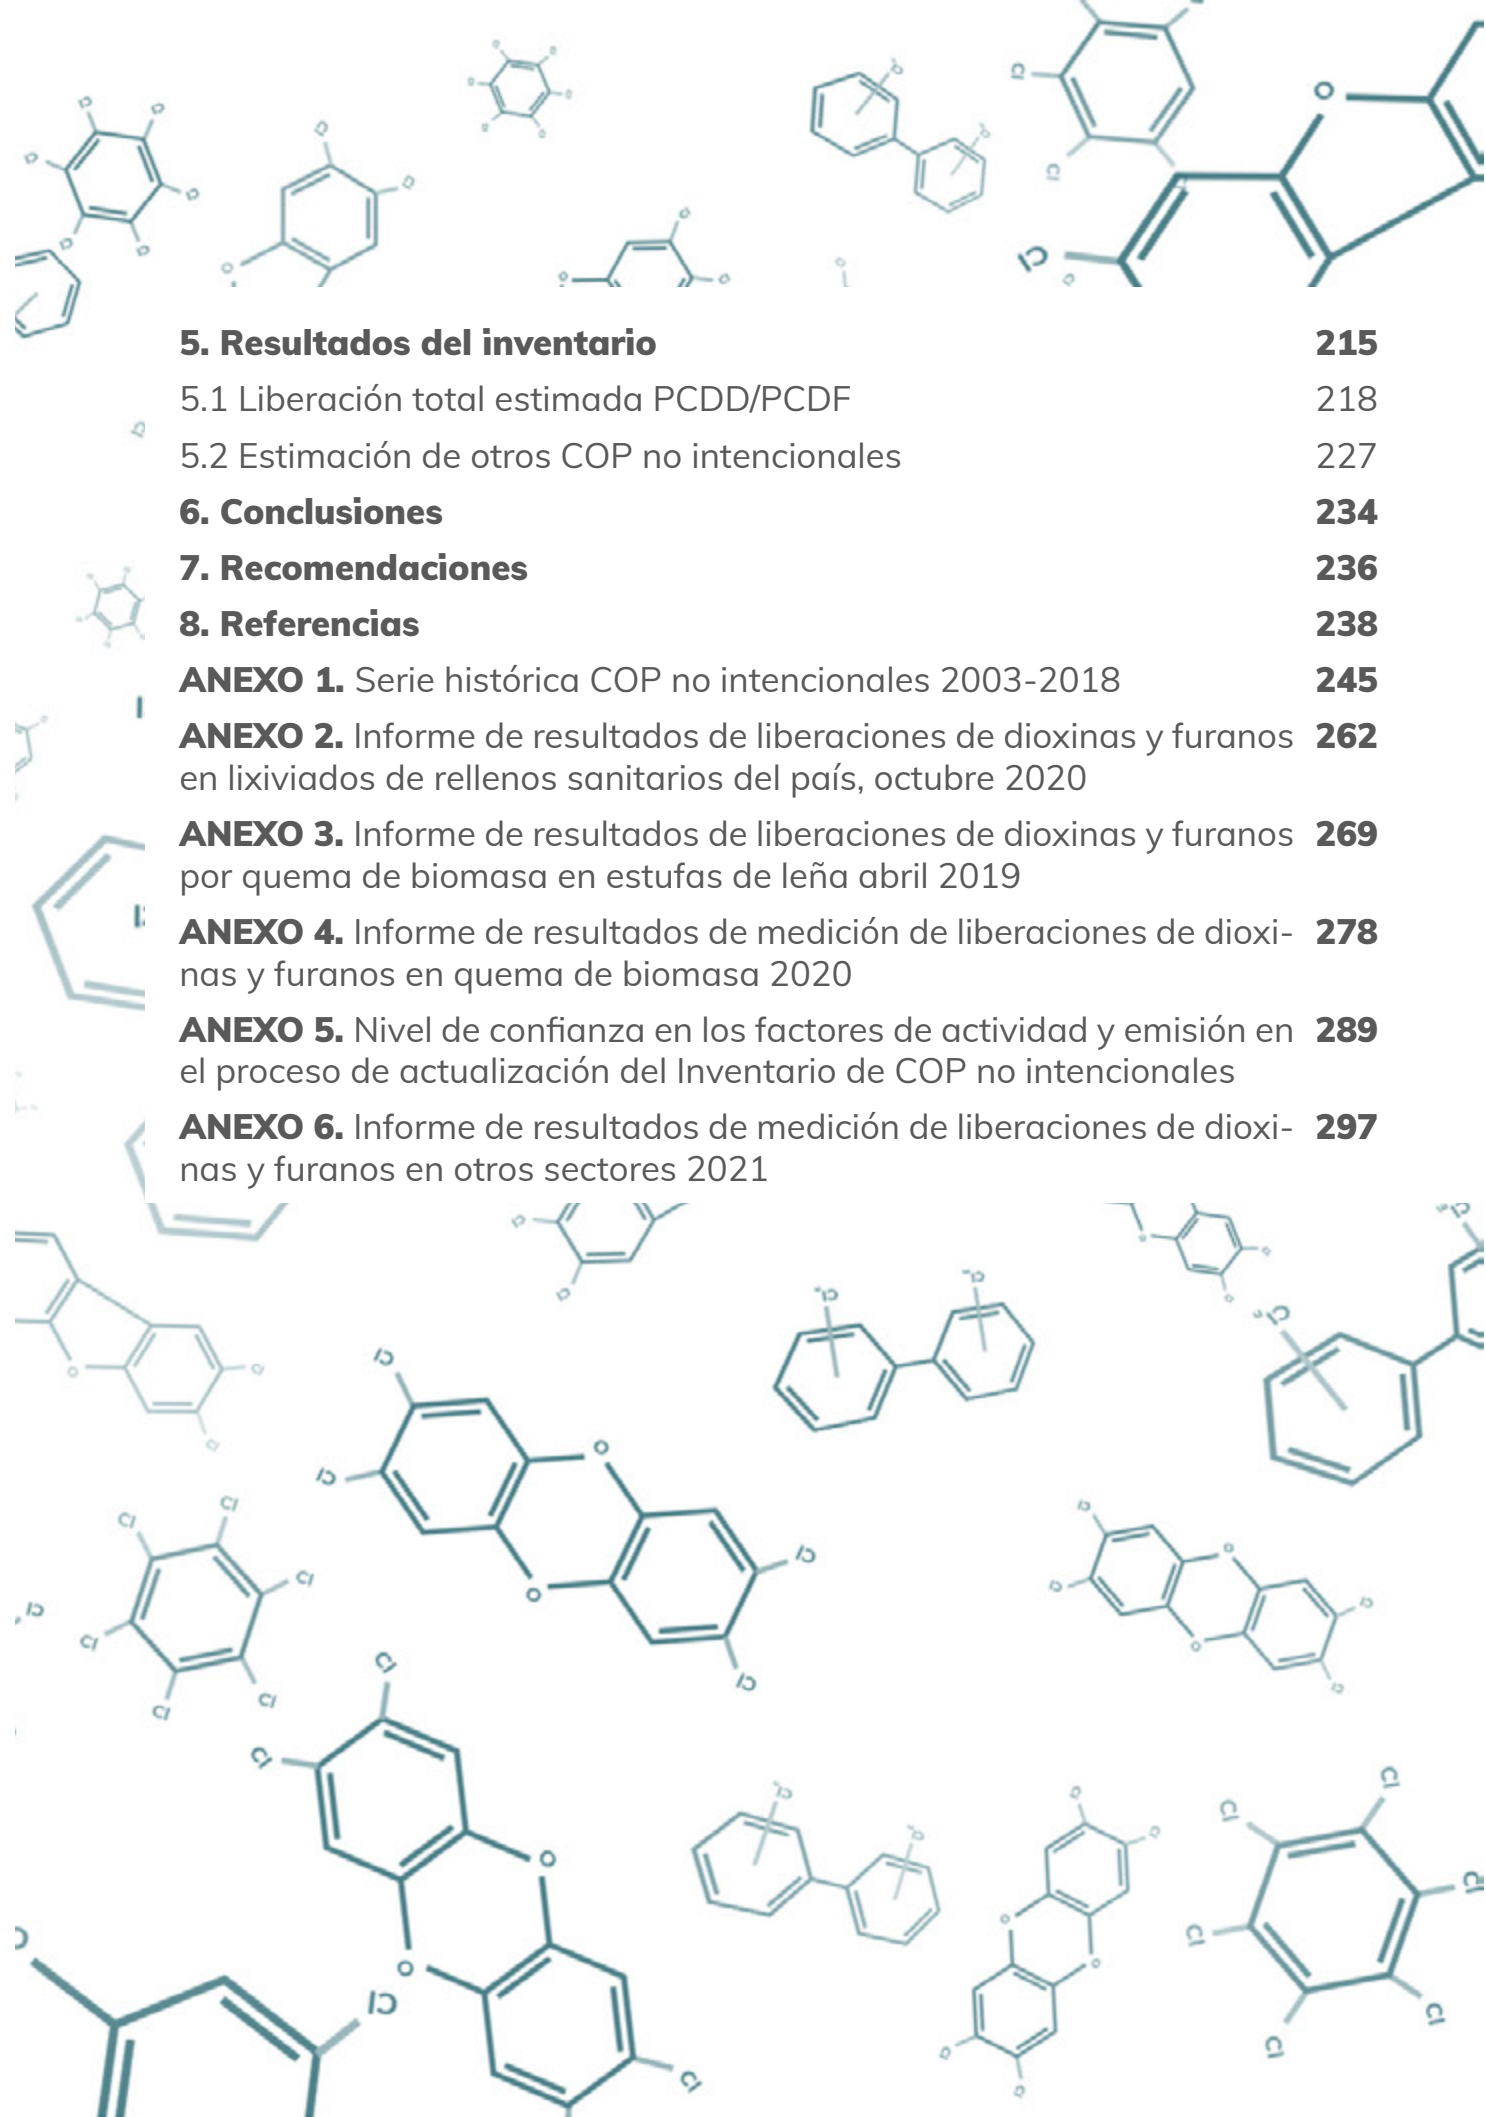 5. Resultados del inventario 215
5.1 Liberación total estimada PCDD/PCDF 218
5.2 Estimación de otros COP no intencionales 227
6. Conclusiones 234
7. Recomendaciones 236
8. Referencias 238
ANEXO 1. Serie histórica COP no intencionales 2003-2018 245
ANEXO 2. Informe de resultados de liberaciones de dioxinas y furanos 262
en lixiviados de rellenos sanitarios del país, octubre 2020
ANEXO 3. Informe de resultados de liberaciones de dioxinas y furanos 269
por quema de biomasa en estufas de leña abril 2019
ANEXO 4. Informe de resultados de medición de liberaciones de dioxi- 278
nas y furanos en quema de biomasa 2020
ANEXO 5. Nivel de confianza en los factores de actividad y emisión en 289
el proceso de actualización del Inventario de COP no intencionales
ANEXO 6. Informe de resultados de medición de liberaciones de dioxi- 297
nas y furanos en otros sectores 2021